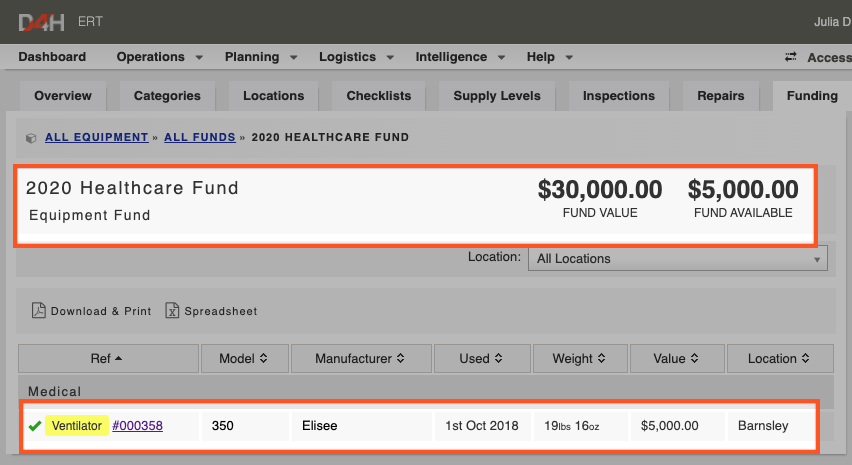 D4H ERT Julia D
Dashboard Operations Planning Logistics Intelligence Help Access
Overview Categories Locations Checklists Supply Levels Inspections Repairs Funding
ALL EQUIPMENT » ALL FUNDS » 2020 HEALTHCARE FUND
2020 Healthcare Fund $30,000.00 $5,000.00
Equipment Fund FUND VALUE FUND AVAILABLE
Location: All Locations
Download & Print Spreadsheet
Ref Model Manufacturer Used Weight Value Location
Medical
Ventilator #000358 350 Elisee 1st Oct 2018 19lbs 16oz $5,000.00 Barnsley